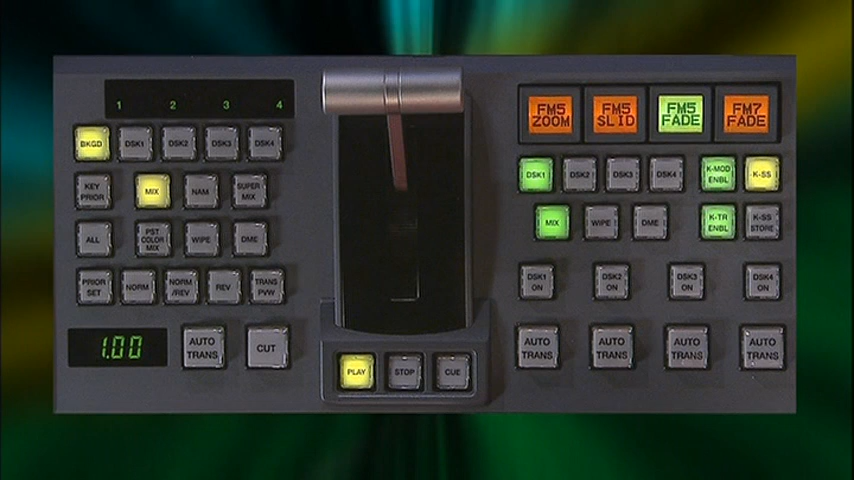 1 2 3 4
BKGD DSK1 DSK2 DSK3 DSK4
KEY PRIOR MIX NAM SUPER MIX
ALL PST COLOR MIX WIPE DME
PRIOR SET NORM NORM /REV REV TRANS PVW
1.00 AUTO TRANS CUT
PLAY STOP CUE
FM5 ZOOM FM5 SLID FM5 FADE FM7 FADE
DSK1 DSK2 DSK3 DSK4 K-MOD ENBL K-SS
MIX WIPE DME K-TR ENBL K-SS STORE
DSK1 ON DSK2 ON DSK3 ON DSK4 ON
AUTO TRANS AUTO TRANS AUTO TRANS AUTO TRANS